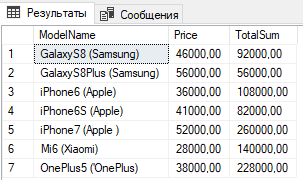 Результаты Сообщения
ModelName Price TotalSum
1 GalaxyS8 (Samsung) 46000,00 92000,00
2 GalaxyS8Plus (Samsung) 56000,00 56000,00
3 iPhone6 (Apple) 36000,00 108000,00
4 iPhone6S (Apple) 41000,00 82000,00
5 iPhone7 (Apple ) 52000,00 260000,00
6 Mi6 (Xiaomi) 28000,00 140000,00
7 OnePlus5 ('OnePlus) 38000,00 228000,00